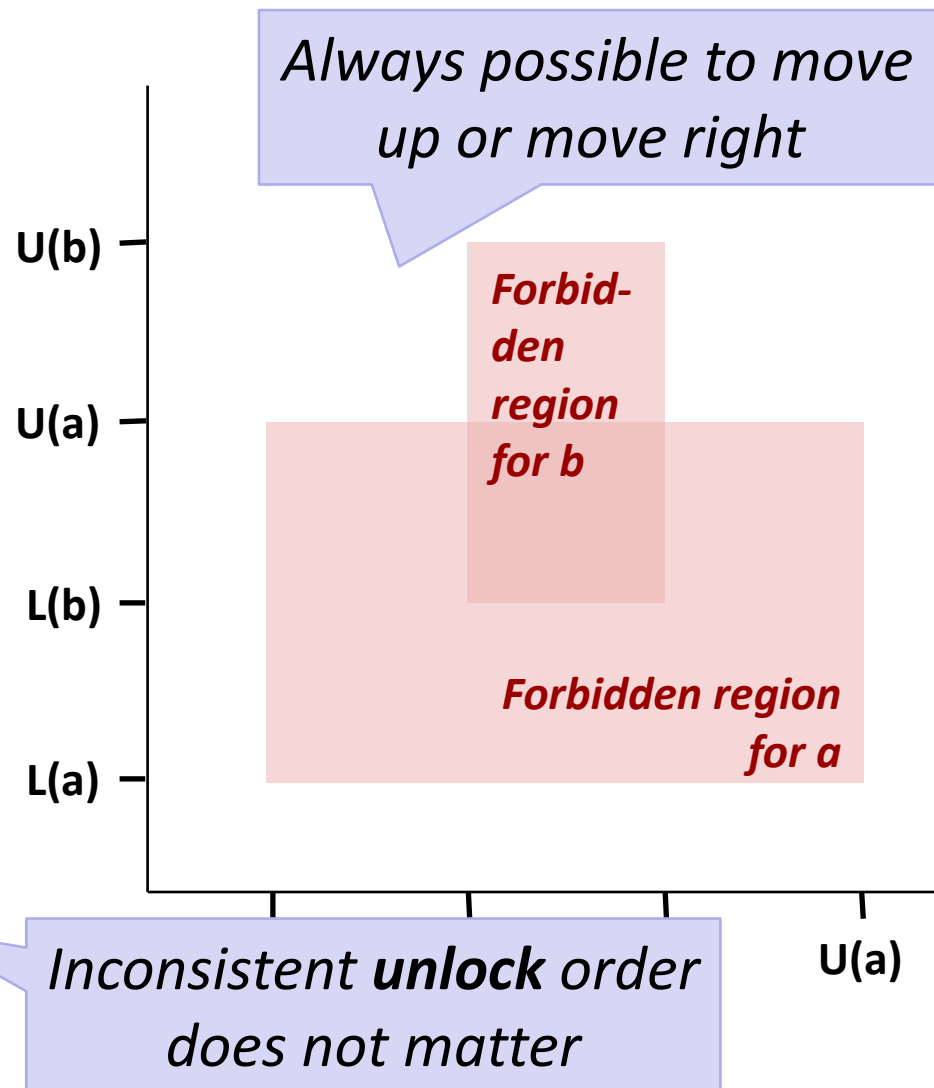 Always possible to move
up or move right
U(b)
Forbid-
den
region
for b
U(a)
L(b)
Forbidden region
for a
L(a)
U(a)
Inconsistent unlock order
does not matter